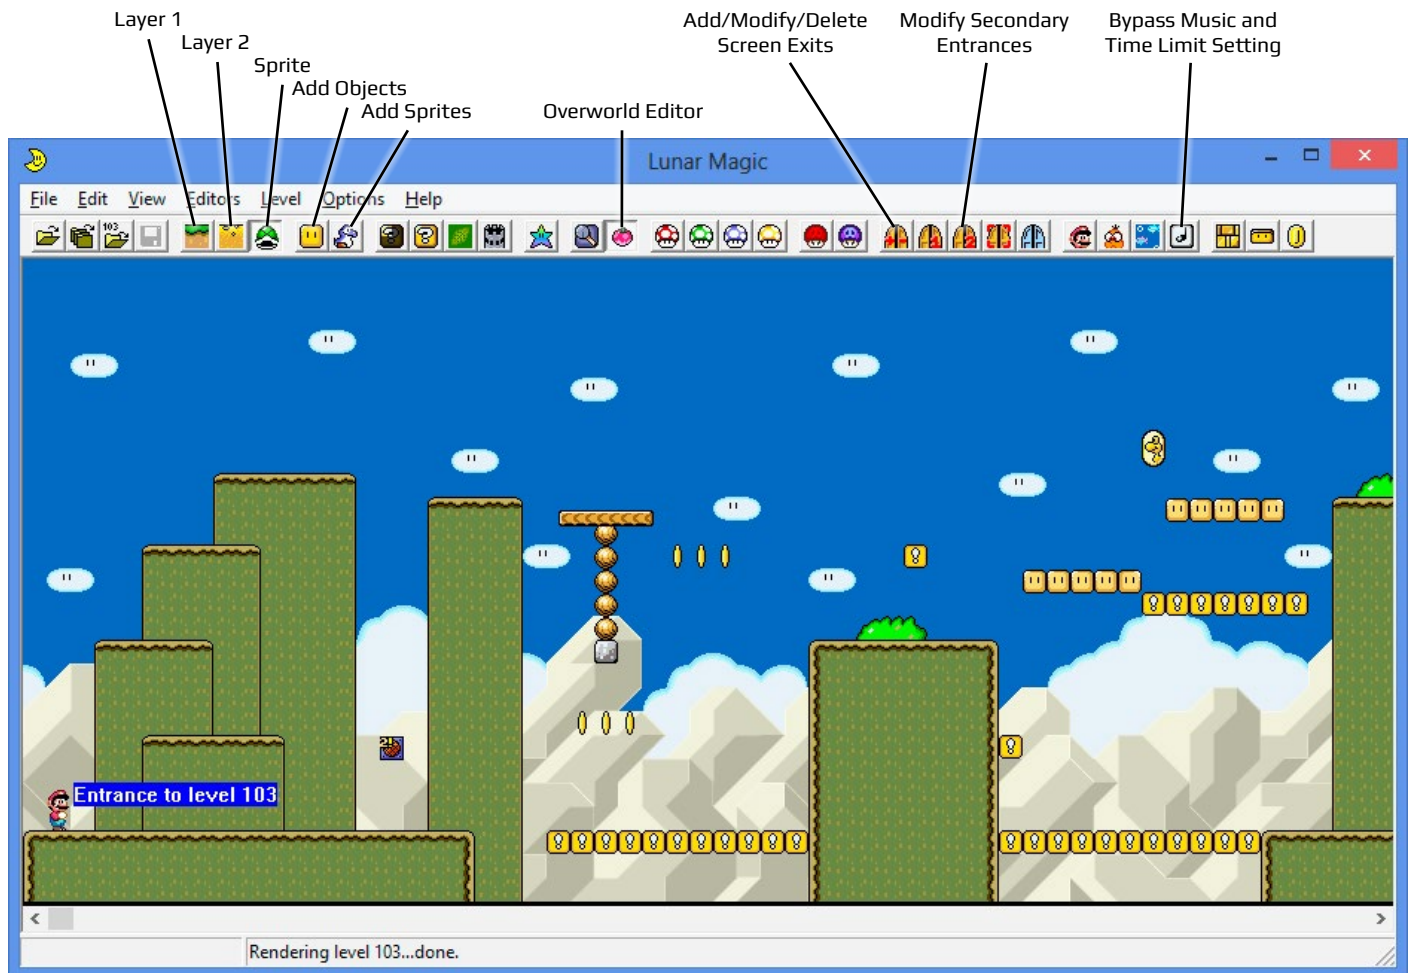 Layer 1
Layer 2
Sprite
Add Objects
Add Sprites
Overworld Editor
Add/Modify/Delete
Screen Exits
Modify Secondary
Entrances
Bypass Music and
Time Limit Setting
Lunar Magic
File Edit View Editors Level Options Help
103
Entrance to level 103
Rendering level 103...done.